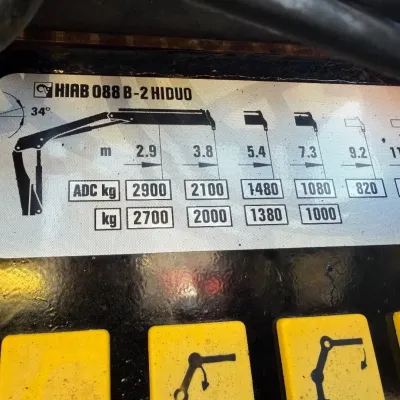 HIAB 088 B-2 HIDUO
34°
m 2.9 3.8 5.4 7.3 9.2
ADC kg 2900 2100 1480 1080 820
kg 2700 2000 1380 1000